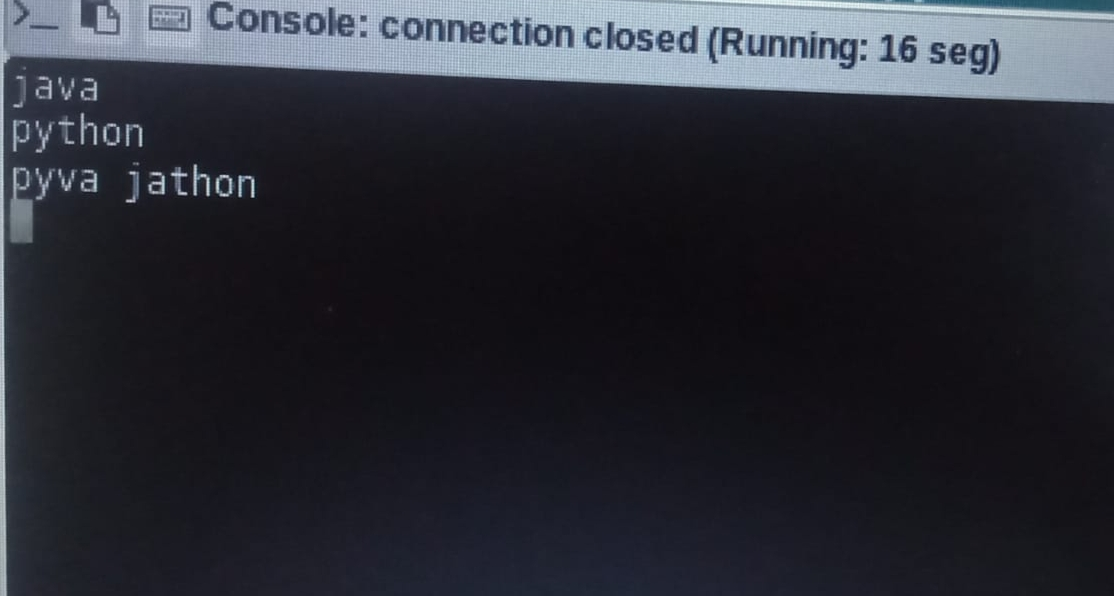 Console: connection closed (Running: 16 seg)
java
python
pyva jathon